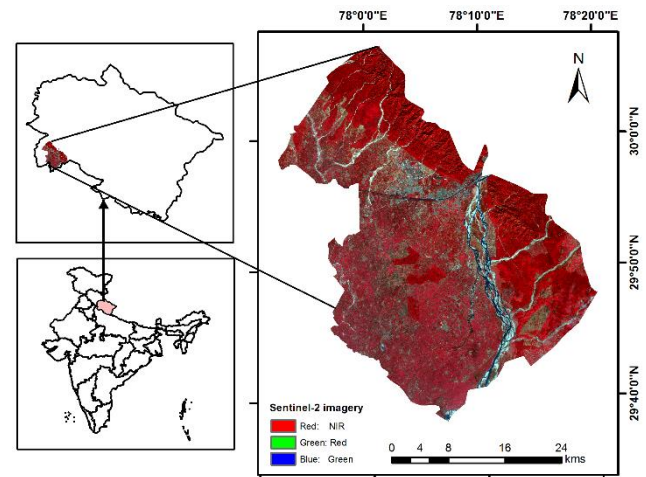 78°0'0"E 78°10'0"E 78°20'0"E
N
30°0'0"N
29°50'0"N
29°40'0"N
Sentinel-2 imagery
Red: NIR
Green: Red
Blue: Green
0 4 8 16 24
kms